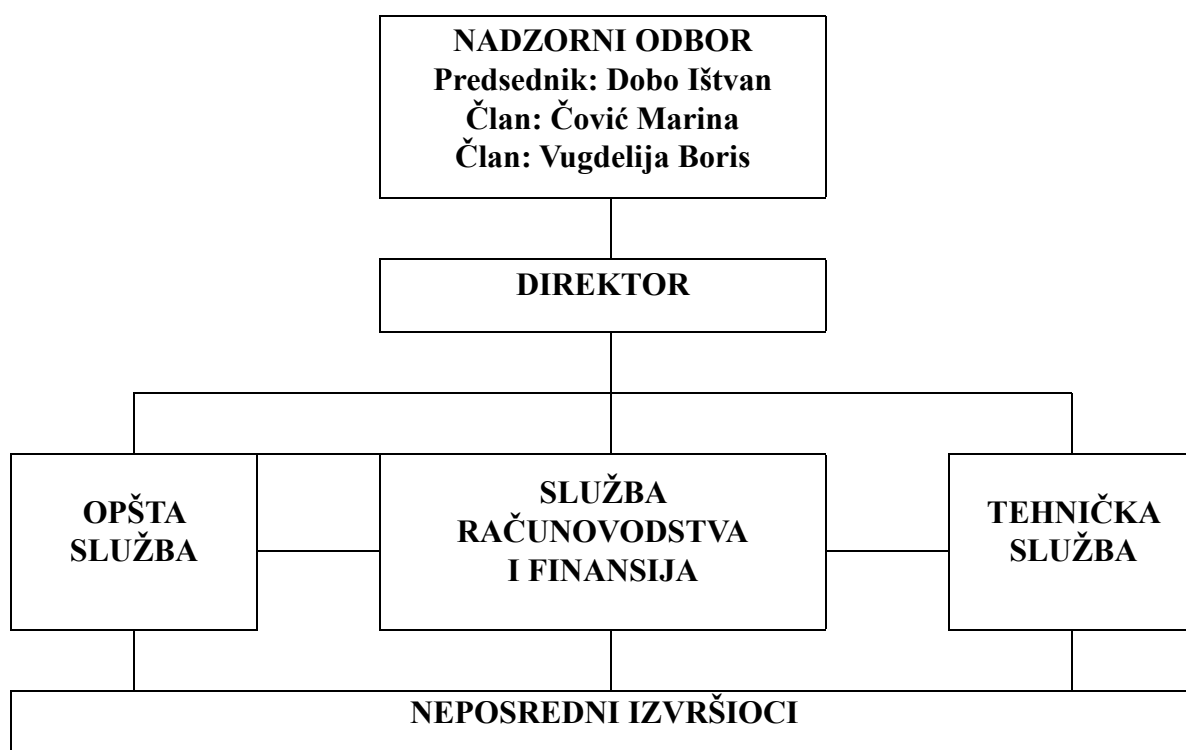 NADZORNI ODBOR
Predsednik: Dobo Ištvan
Član: Čović Marina
Član: Vugdelija Boris
DIREKTOR
OPŠTA
SLUŽBA
SLUŽBA
RAČUNOVODSTVA
I FINANSIJA
TEHNIČKA
SLUŽBA
NEPOSREDNI IZVRŠIOCI